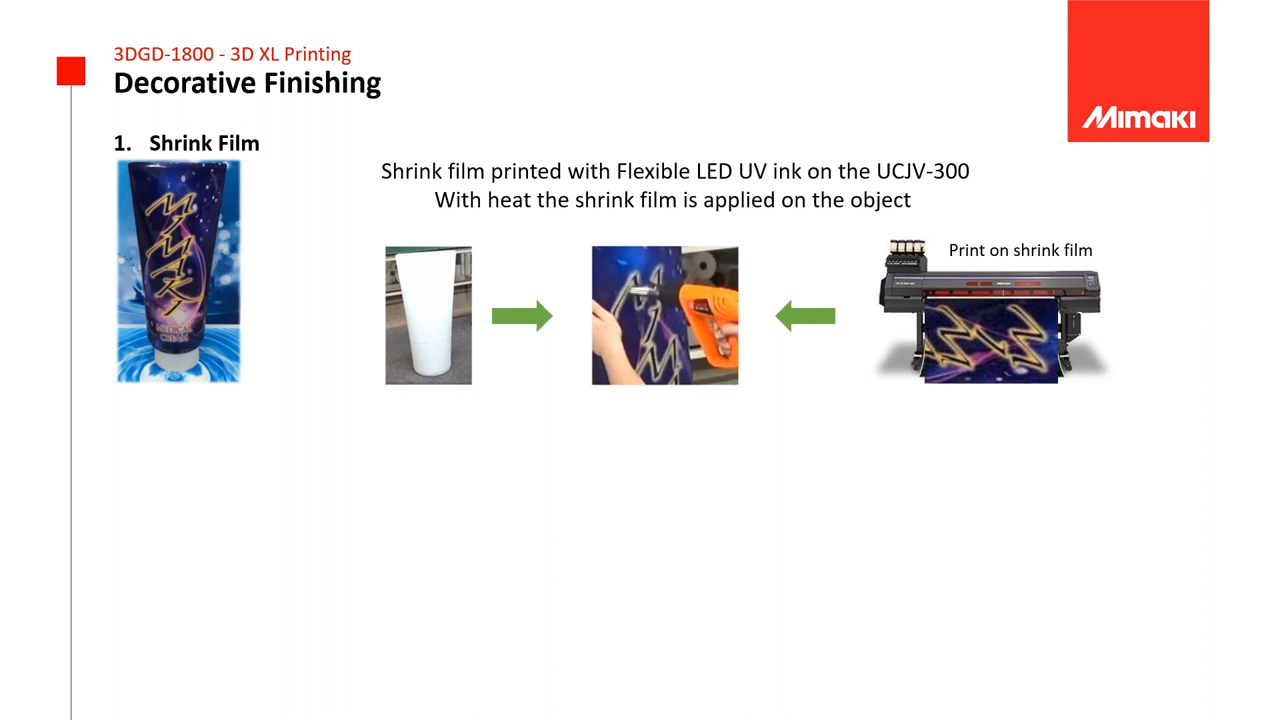 3DGD-1800 - 3D XL Printing
Decorative Finishing
Mimaki
1. Shrink Film
Shrink film printed with Flexible LED UV ink on the UCJV-300
With heat the shrink film is applied on the object
MIMAKI
MEDICAL
CREAM
Print on shrink film
Mimaki